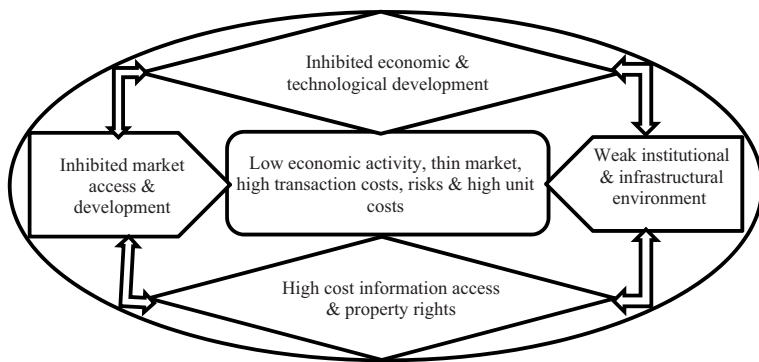 Inhibited economic &
technological development
Inhibited market
access &
development
Low economic activity, thin market,
high transaction costs, risks & high unit
costs
Weak institutional
& infrastructural
environment
High cost information access
& property rights